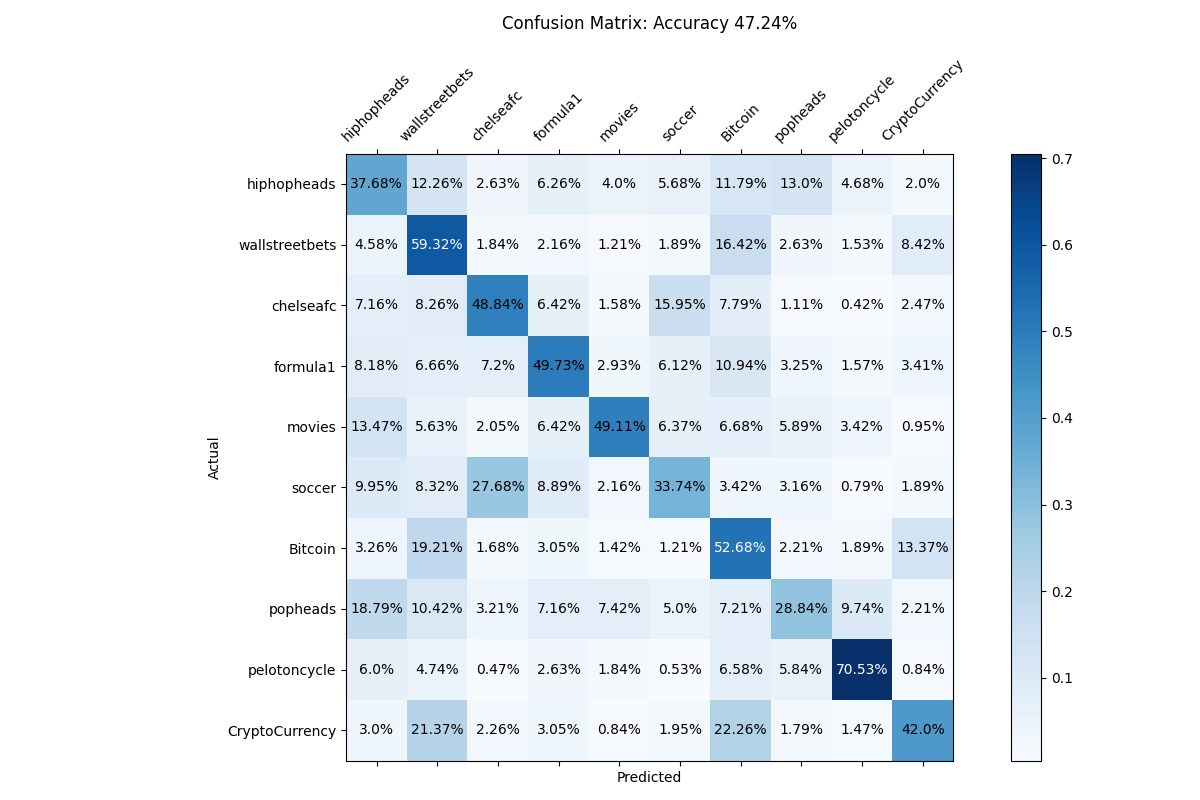 Confusion Matrix: Accuracy 47.24%
hiphopheads wallstreetbets chelseafc formula1 movies soccer Bitcoin popheads pelotoncycle CryptoCurrency
hiphopheads 37.68% 12.26% 2.63% 6.26% 4.0% 5.68% 11.79% 13.0% 4.68% 2.0%
wallstreetbets 4.58% 59.32% 1.84% 2.16% 1.21% 1.89% 16.42% 2.63% 1.53% 8.42%
chelseafc 7.16% 8.26% 48.84% 6.42% 1.58% 15.95% 7.79% 1.11% 0.42% 2.47%
formula1 8.18% 6.66% 7.2% 49.73% 2.93% 6.12% 10.94% 3.25% 1.57% 3.41%
movies 13.47% 5.63% 2.05% 6.42% 49.11% 6.37% 6.68% 5.89% 3.42% 0.95%
soccer 9.95% 8.32% 27.68% 8.89% 2.16% 33.74% 3.42% 3.16% 0.79% 1.89%
Bitcoin 3.26% 19.21% 1.68% 3.05% 1.42% 1.21% 52.68% 2.21% 1.89% 13.37%
popheads 18.79% 10.42% 3.21% 7.16% 7.42% 5.0% 7.21% 28.84% 9.74% 2.21%
pelotoncycle 6.0% 4.74% 0.47% 2.63% 1.84% 0.53% 6.58% 5.84% 70.53% 0.84%
CryptoCurrency 3.0% 21.37% 2.26% 3.05% 0.84% 1.95% 22.26% 1.79% 1.47% 42.0%
Actual
Predicted
0.7
0.6
0.5
0.4
0.3
0.2
0.1